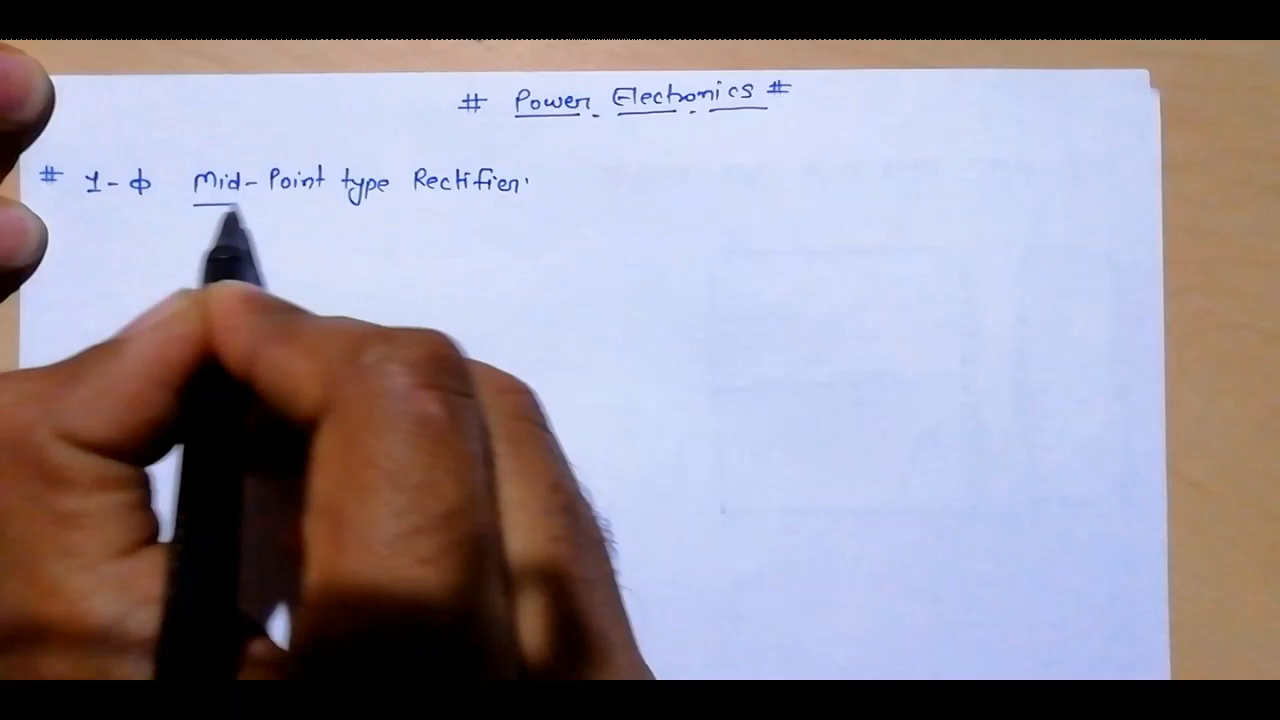 # Power Electronics #
# 1-ф Mid-Point type Rectifier.